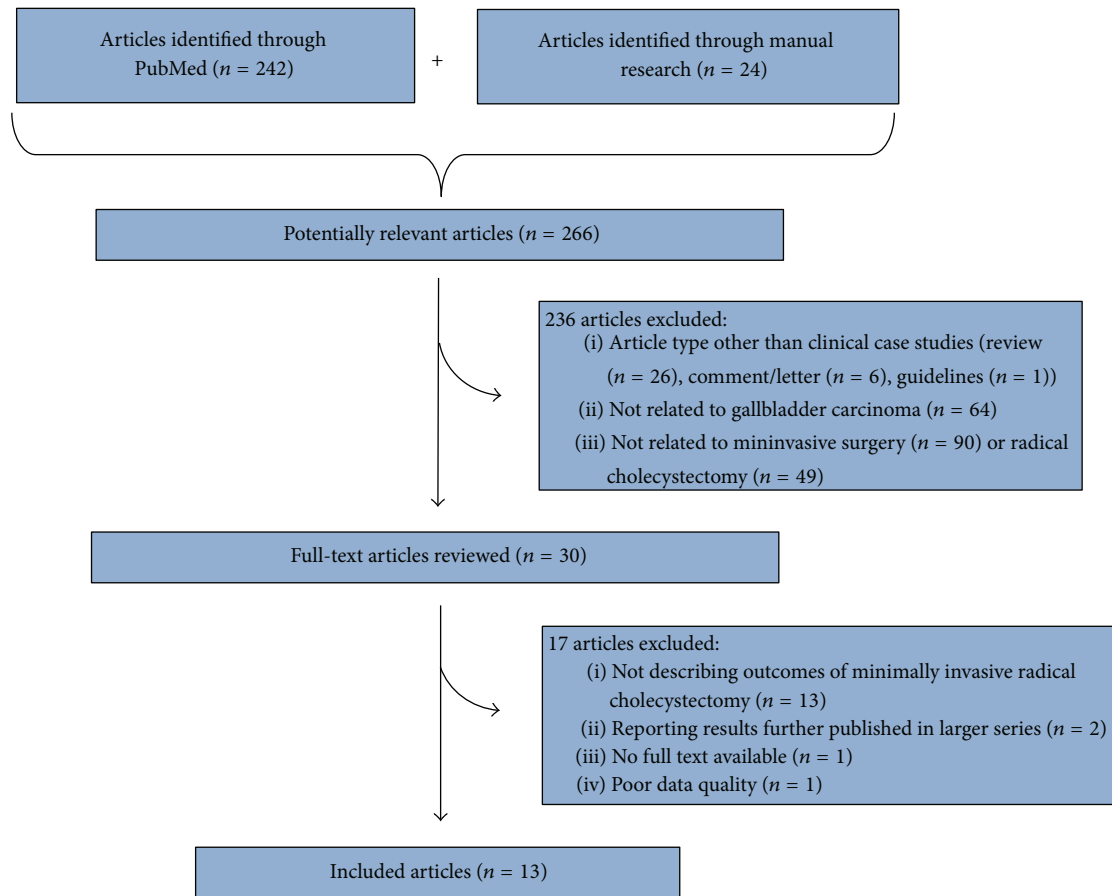 Articles identified through
PubMed (n = 242)
+
Articles identified through manual
research (n = 24)
Potentially relevant articles (n = 266)
236 articles excluded:
(i) Article type other than clinical case studies (review
(n = 26), comment/letter (n = 6), guidelines (n = 1))
(ii) Not related to gallbladder carcinoma (n = 64)
(iii) Not related to mininvasive surgery (n = 90) or radical
cholecystectomy (n = 49)
Full-text articles reviewed (n = 30)
17 articles excluded:
(i) Not describing outcomes of minimally invasive radical
cholecystectomy (n = 13)
(ii) Reporting results further published in larger series (n = 2)
(iii) No full text available (n = 1)
(iv) Poor data quality (n = 1)
Included articles (n = 13)